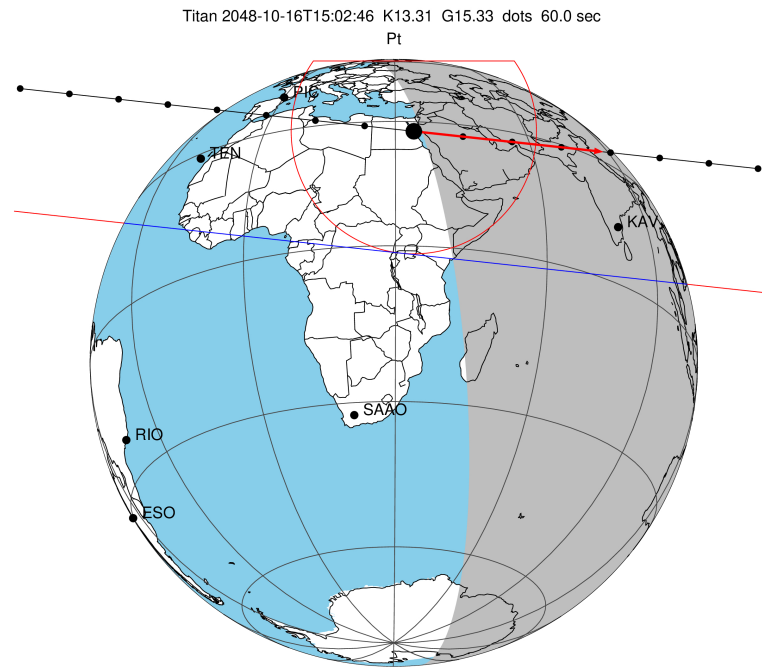 Titan 2048-10-16T15:02:46 K13.31 G15.33 dots 60.0 sec
Pt
PIC
TEN
KAV
SAAO
RIO
ESO